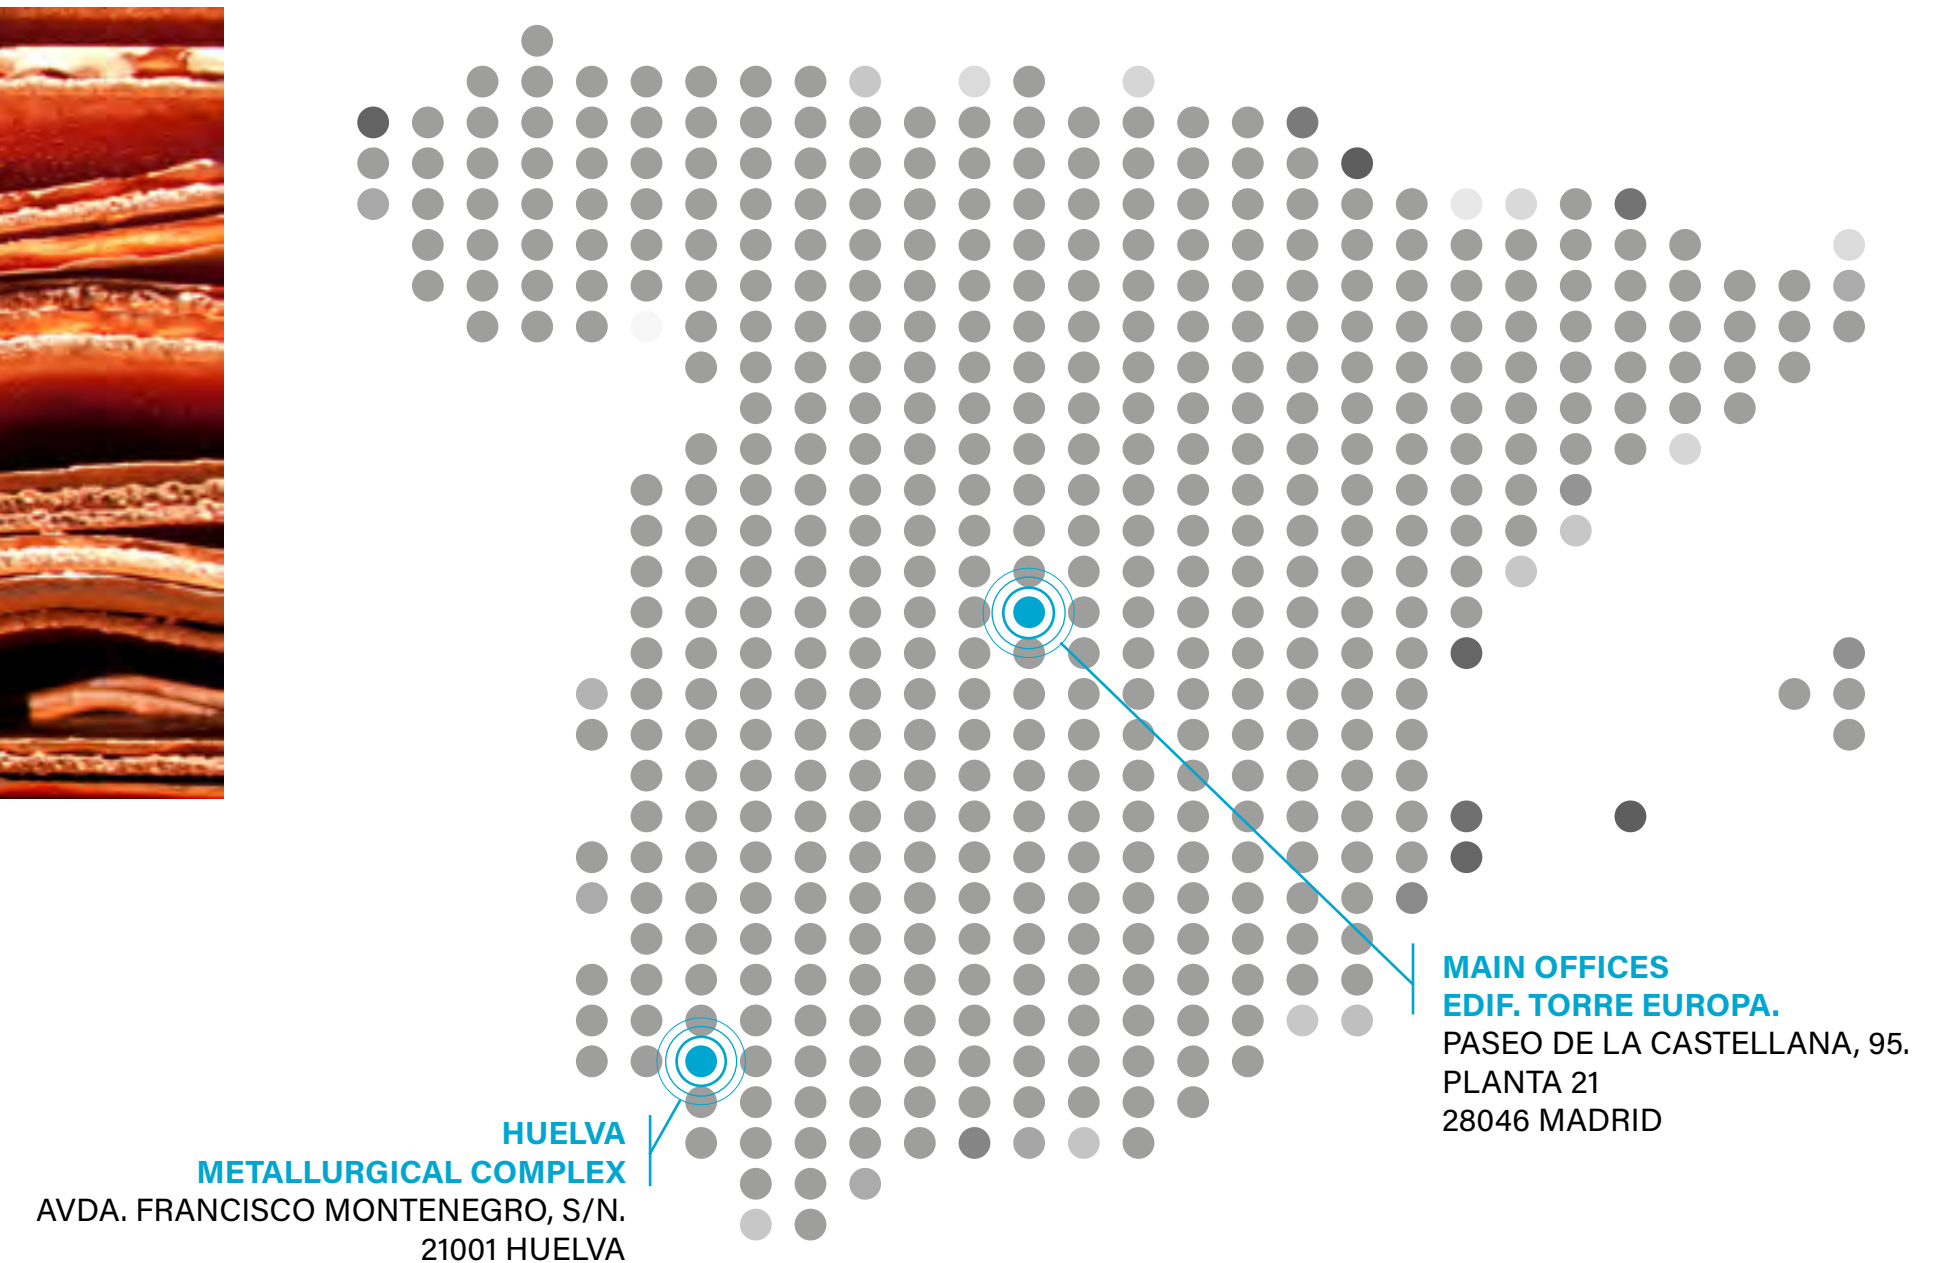 MAIN OFFICES
EDIF. TORRE EUROPA.
PASEO DE LA CASTELLANA, 95.
PLANTA 21
28046 MADRID
HUELVA
METALLURGICAL COMPLEX
AVDA. FRANCISCO MONTENEGRO, S/N.
21001 HUELVA